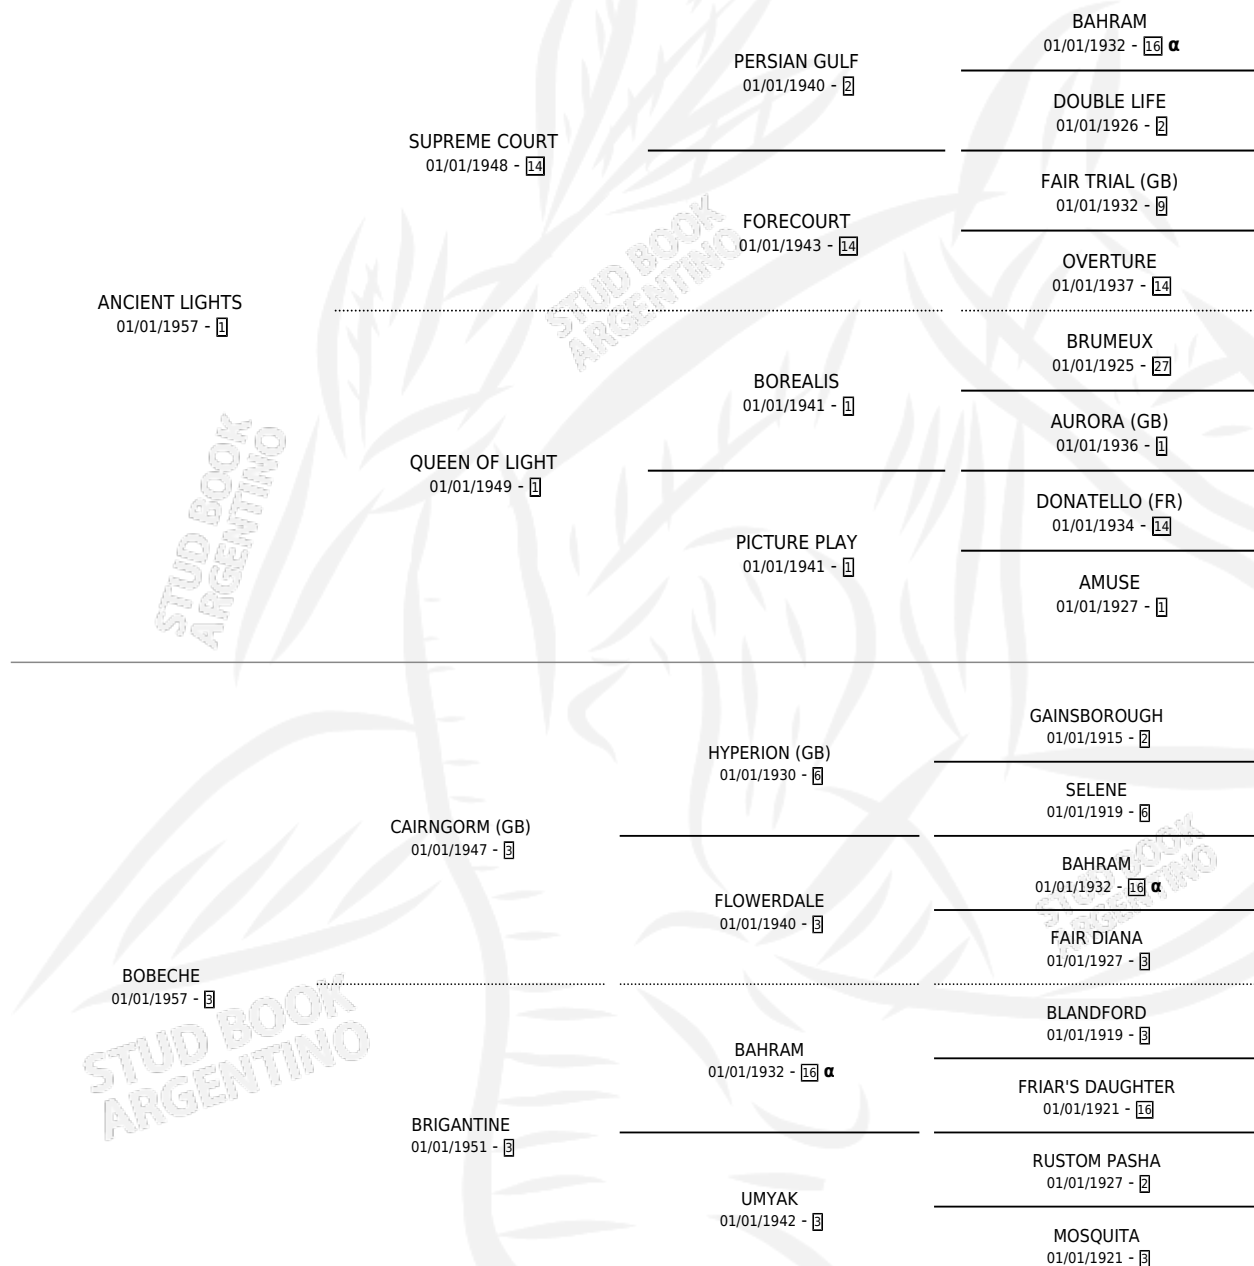 BAHRAM
01/01/1932 - 16 α
PERSIAN GULF
01/01/1940 - 2
DOUBLE LIFE
01/01/1926 - 2
SUPREME COURT
01/01/1948 - 14
FAIR TRIAL (GB)
01/01/1932 - 9
FORECOURT
01/01/1943 - 14
OVERTURE
01/01/1937 - 14
ANCIENT LIGHTS
01/01/1957 - 1
BRUMEUX
01/01/1925 - 27
BOREALIS
01/01/1941 - 1
AURORA (GB)
01/01/1936 - 1
QUEEN OF LIGHT
01/01/1949 - 1
DONATELLO (FR)
01/01/1934 - 14
PICTURE PLAY
01/01/1941 - 1
AMUSE
01/01/1927 - 1
GAINSBOROUGH
01/01/1915 - 2
HYPERION (GB)
01/01/1930 - 6
SELENE
01/01/1919 - 6
CAIRNGORM (GB)
01/01/1947 - 3
BAHRAM
01/01/1932 - 16 α
FLOWERDALE
01/01/1940 - 3
FAIR DIANA
01/01/1927 - 3
BOBECHE
01/01/1957 - 3
BLANDFORD
01/01/1919 - 3
BAHRAM
01/01/1932 - 16 α
FRIAR'S DAUGHTER
01/01/1921 - 16
BRIGANTINE
01/01/1951 - 3
RUSTOM PASHA
01/01/1927 - 2
UMYAK
01/01/1942 - 3
MOSQUITA
01/01/1921 - 3
STUD BOOK
ARGENTINO
STUD BOOK
ARGENTINO
STUD BOOK
ARGENTINO
STUD BOOK
ARGENTINO